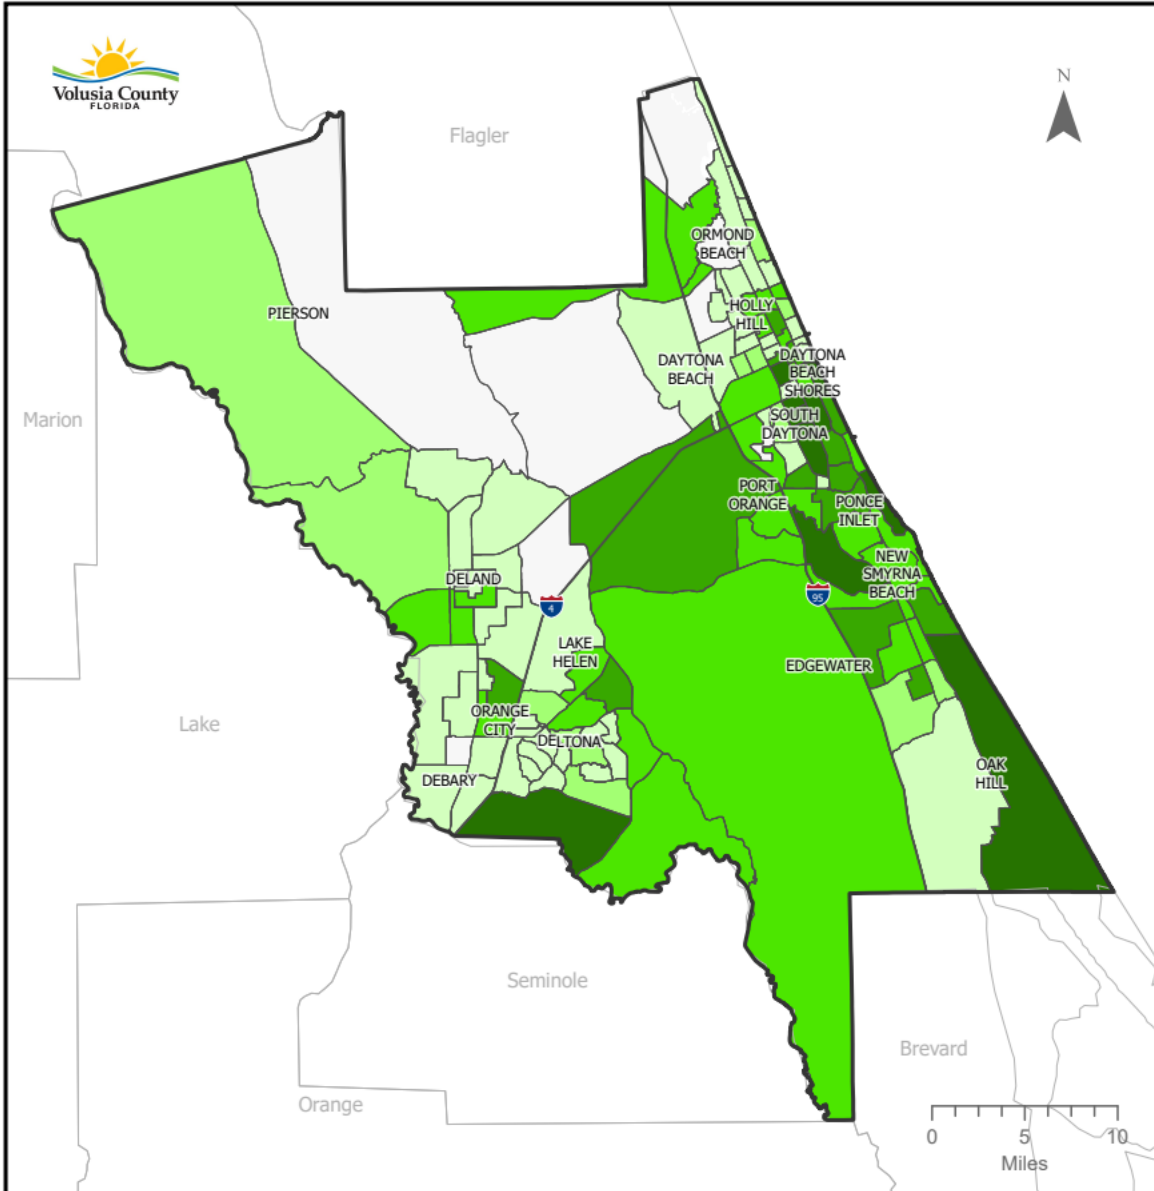 Volusia County
FLORIDA
N
Flagler
ORMOND
BEACH
PIERSON
HOLLY
HILL
DAYTONA
BEACH
DAYTONA
BEACH
SHORES
Marion
SOUTH
DAYTONA
PORT
ORANGE
PONCE
INLET
NEW
SMYRNA
BEACH
DELAND
95
4
LAKE
HELEN
EDGEWATER
Lake
ORANGE
CITY
DELTONA
OAK
HILL
DEBARY
Seminole
Brevard
Orange
0 5 10
Miles